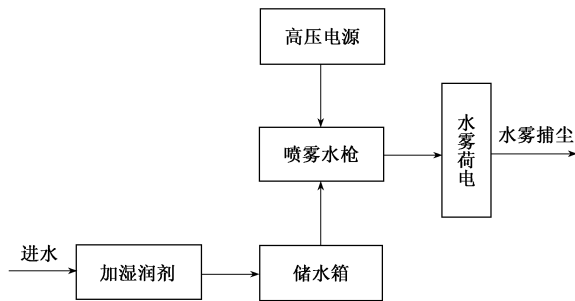 高压电源
喷雾水枪
水雾荷电
水雾捕尘
进水
加湿润剂
储水箱